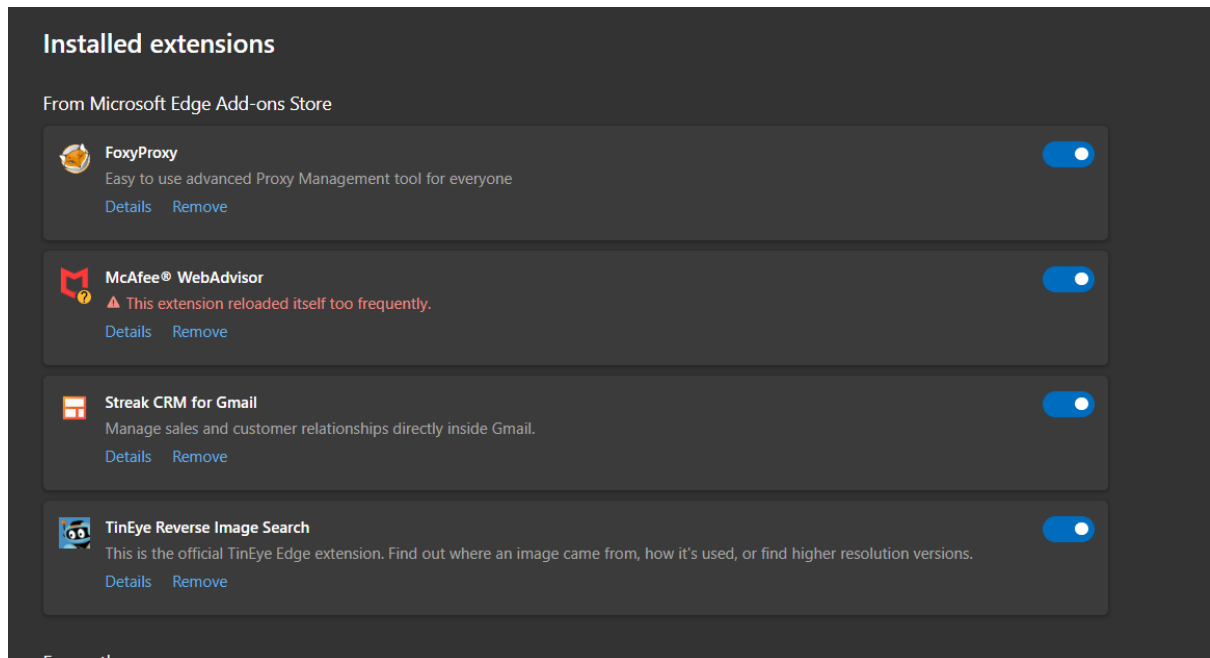 Installed extensions
From Microsoft Edge Add-ons Store
FoxyProxy
Easy to use advanced Proxy Management tool for everyone
Details Remove
McAfee® WebAdvisor
This extension reloaded itself too frequently.
Details Remove
Streak CRM for Gmail
Manage sales and customer relationships directly inside Gmail.
Details Remove
TinEye Reverse Image Search
This is the official TinEye Edge extension. Find out where an image came from, how it's used, or find higher resolution versions.
Details Remove